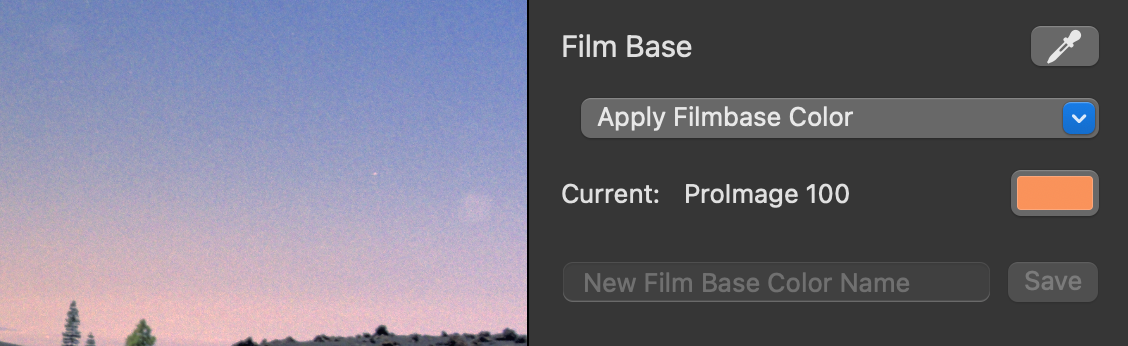 Film Base
Apply Filmbase Color
Current: ProImage 100
New Film Base Color Name
Save